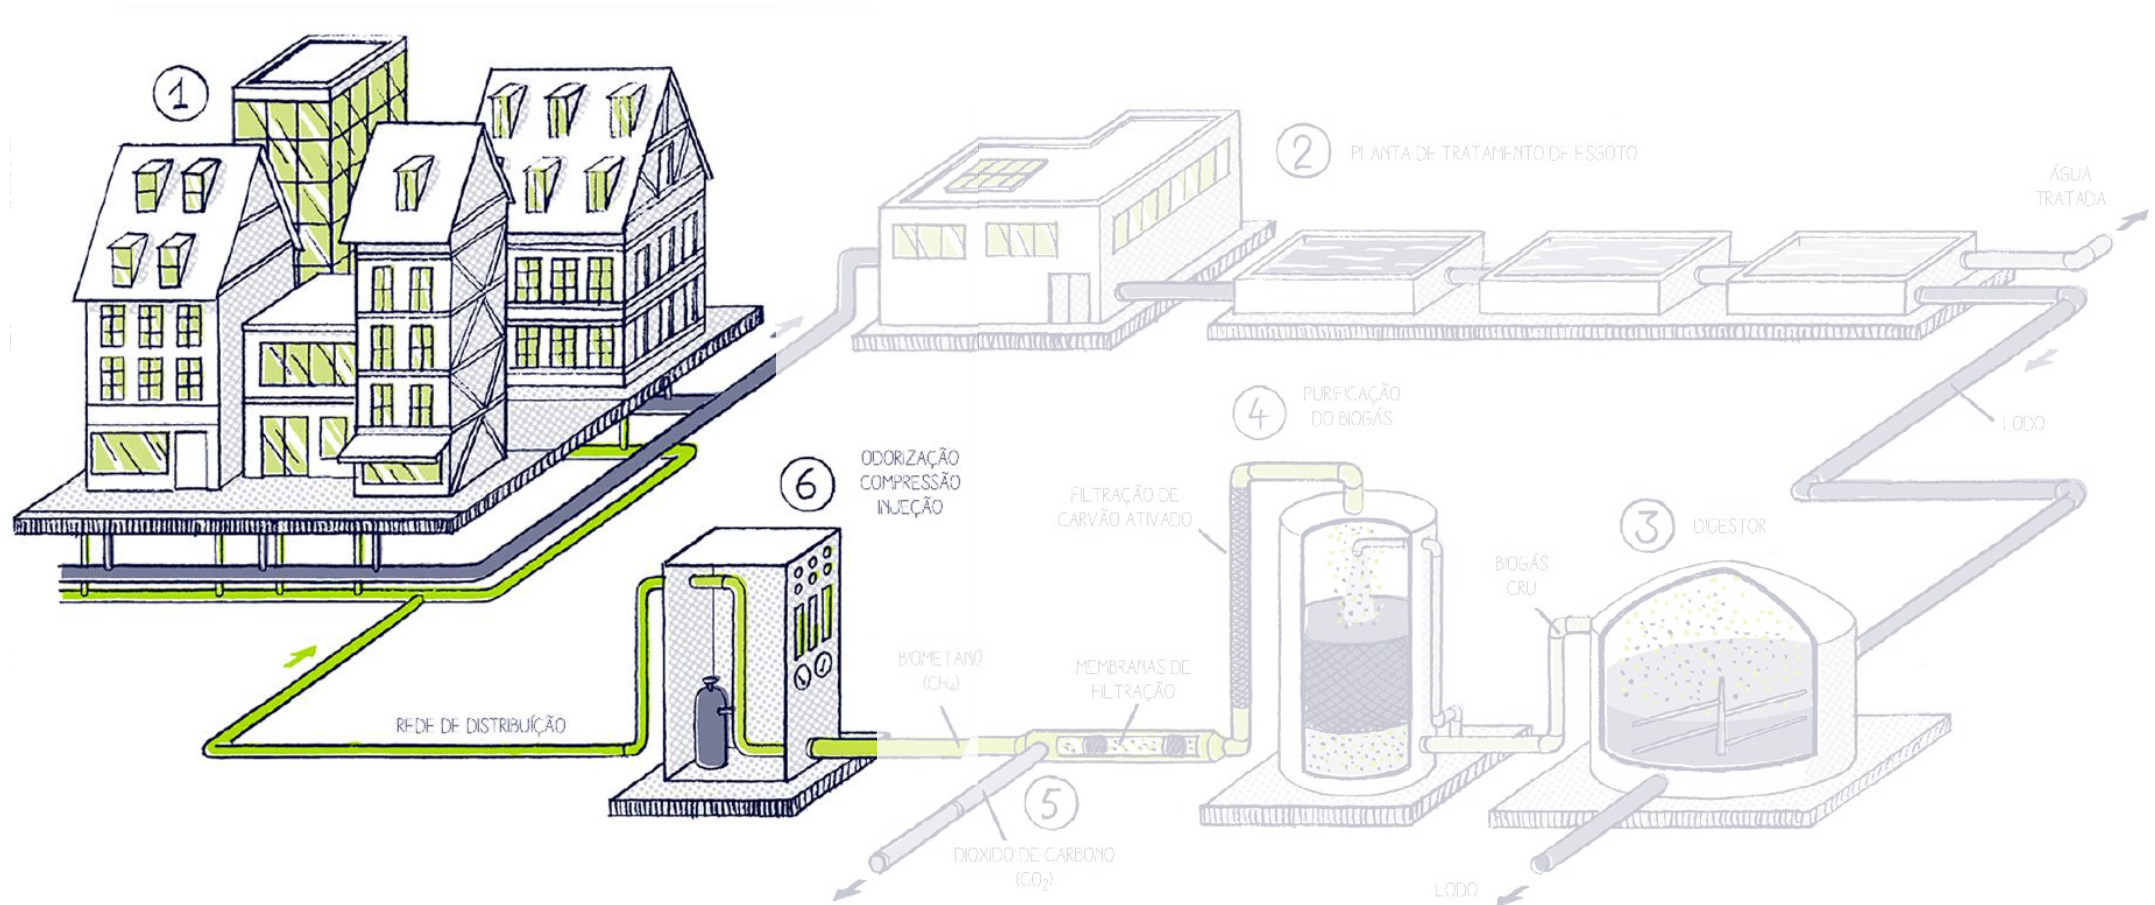 1
2
PLANTA DE TRATAMENTO DE ESGOTO
ÁGUA
TRATADA
4
PURIFICAÇÃO
DO BIOGÁS
LODO
6
ODORIZAÇÃO
COMPRESSÃO
INJEÇÃO
FILTRAÇÃO DE
CARVÃO ATIVADO
3
DIGESTOR
BIOGÁS
CRU
BIOMETANO
(CH₄)
MEMBRANAS DE
FILTRAÇÃO
REDE DE DISTRIBUÍÇÃO
5
DIOXIDO DE CARBONO
(CO₂)
LODO